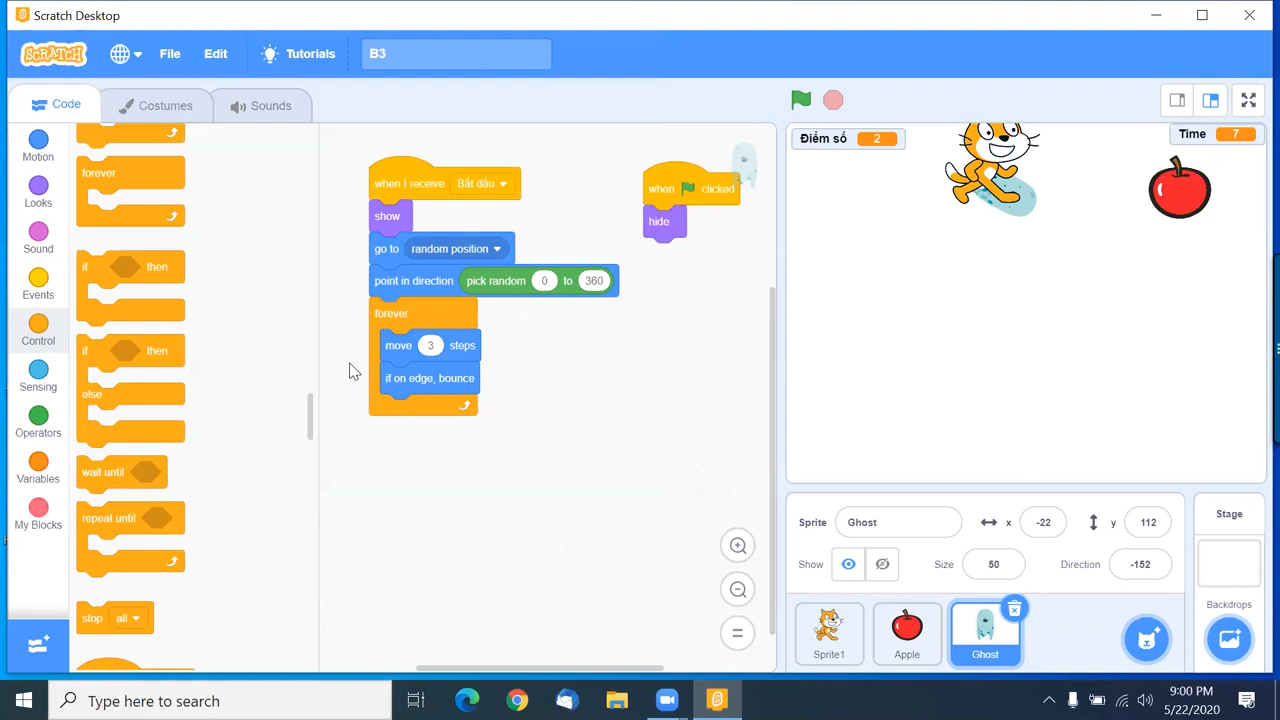 Scratch Desktop
SCRATCH File Edit Tutorials B3
Code Costumes Sounds
Motion
Looks
Sound
Events
Control
Sensing
Operators
Variables
My Blocks
forever
if then
if then
else
wait until
repeat until
stop all
when I receive Bắt đầu
show
go to random position
point in direction pick random 0 to 360
forever
move 3 steps
if on edge, bounce
when clicked
hide
Điểm số 2
Time 7
Sprite Ghost x -22 y 112
Show Size 50 Direction -152
Sprite1 Apple Ghost
Stage
Backdrops
Type here to search
9:00 PM
5/22/2020